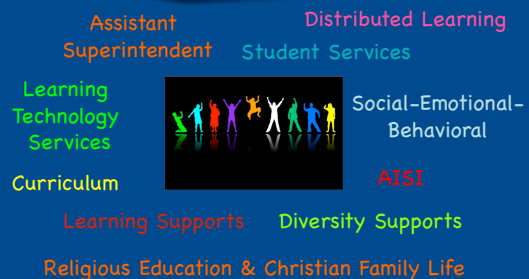 Assistant
Superintendent
Distributed Learning
Student Services
Learning
Technology
Services
Social-Emotional-
Behavioral
Curriculum
AISI
Learning Supports
Diversity Supports
Religious Education & Christian Family Life